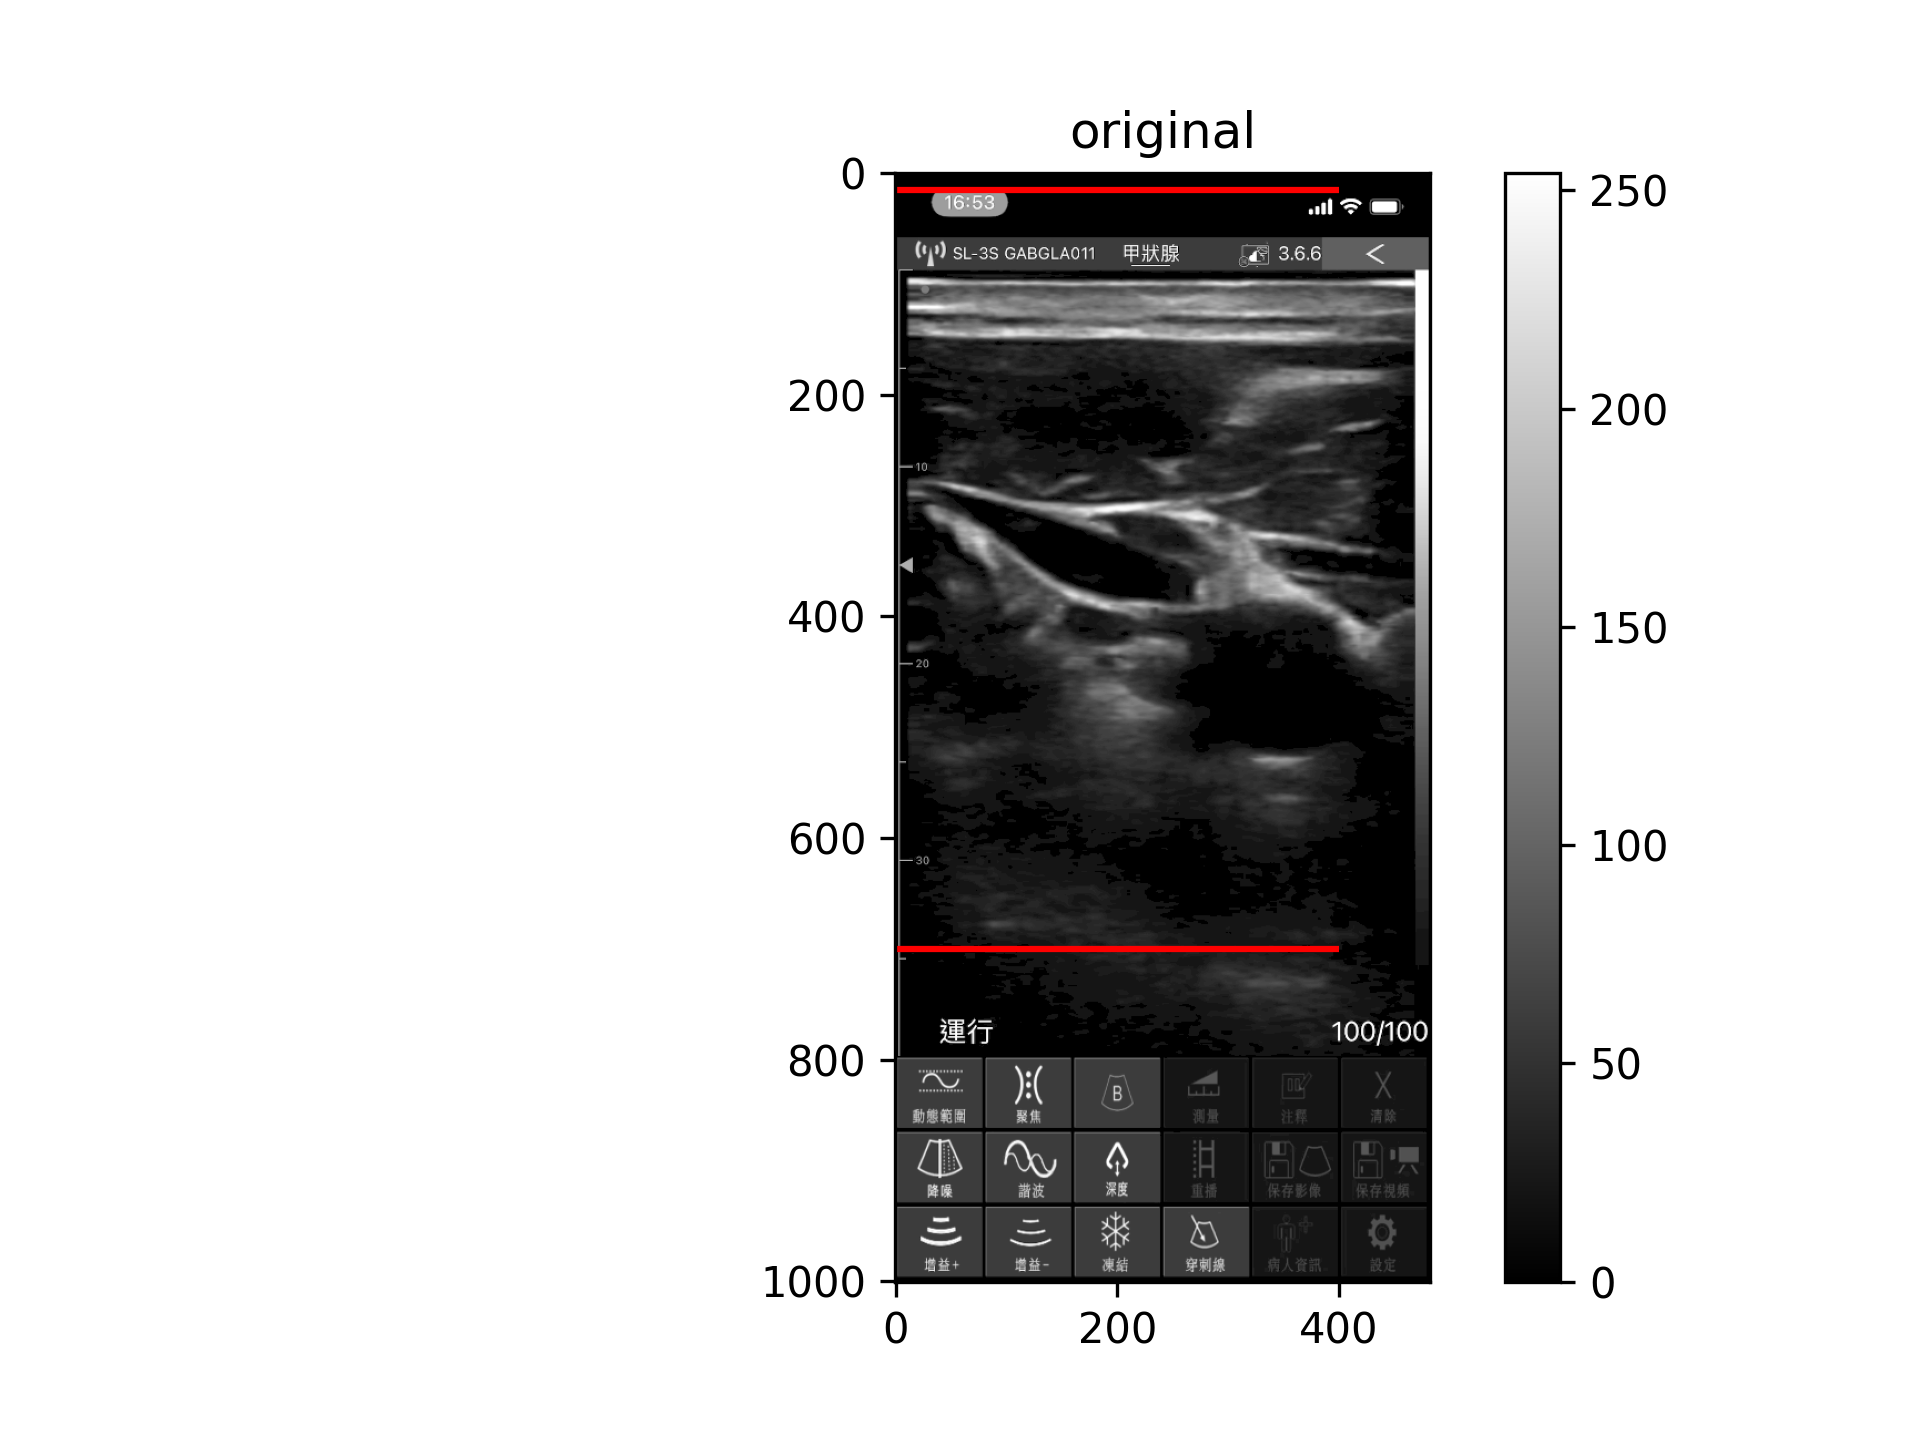 original
0
200
400
600
800
1000
0 200 400
250
200
150
100
50
0
16:53
SL-3S GABGLA011 甲狀腺 3.6.6 <
10
20
30
運行 100/100
B
動態範圍 聚焦 測量 注釋 清除
降噪 諧波 深度 重播 保存影像 保存視頻
增益+ 增益- 凍結 穿刺線 病人資訊 設定